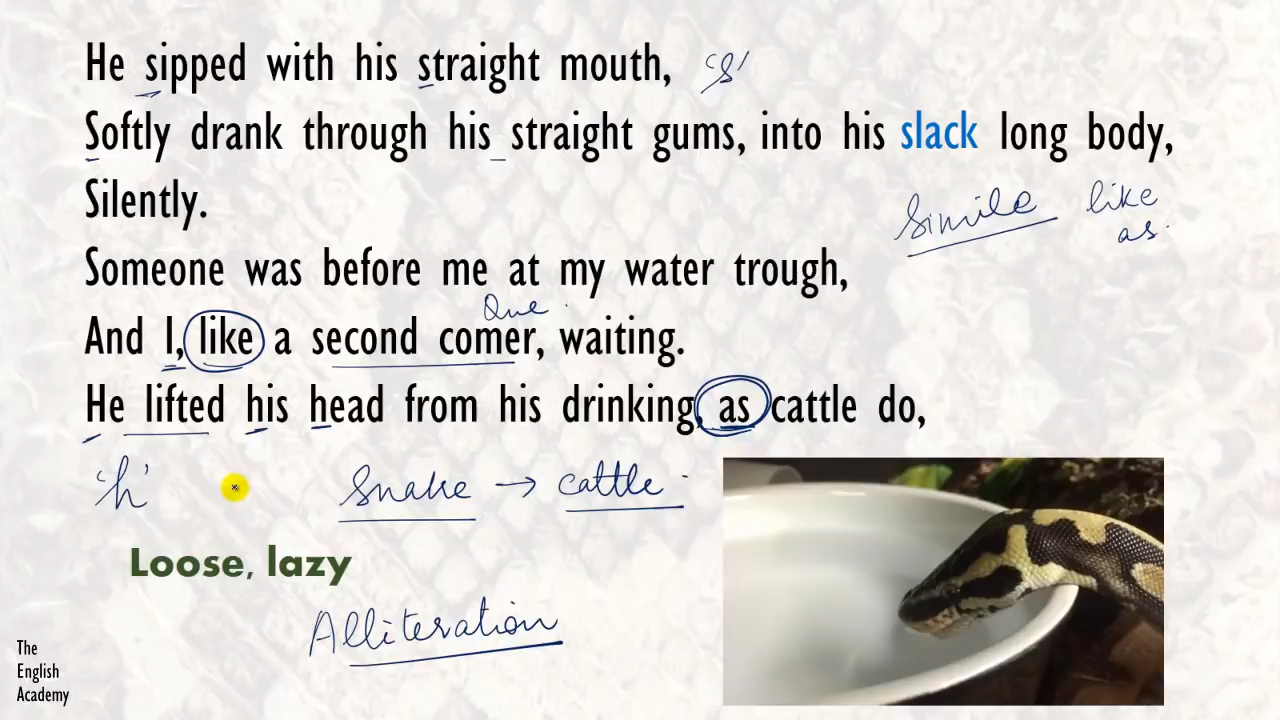 He sipped with his straight mouth, 's'
Softly drank through his straight gums, into his slack long body,
Silently.
Simile like
as
Someone was before me at my water trough,
Que
And I, like a second comer, waiting.
He lifted his head from his drinking, as cattle do,
'h' snake → cattle
Loose, lazy
Alliteration
The
English
Academy